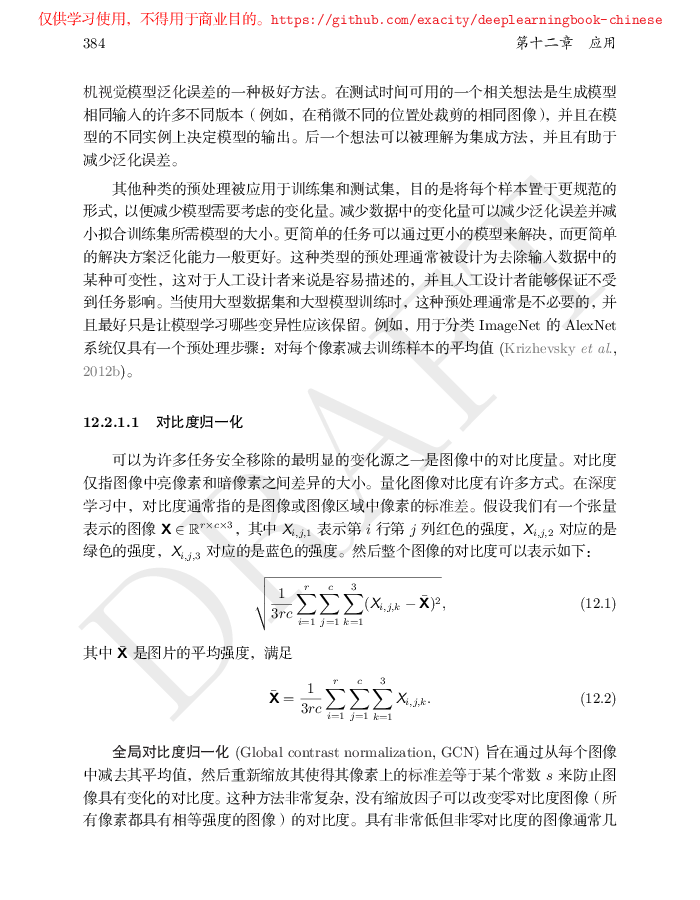 仅供学习使用，不得用于商业目的。https://github.com/exacity/deeplearningbook-chinese
384 第十二章 应用
机视觉模型泛化误差的一种极好方法。在测试时间可用的一个相关想法是生成模型
相同输入的许多不同版本（例如，在稍微不同的位置处裁剪的相同图像），并且在模
型的不同实例上决定模型的输出。后一个想法可以被理解为集成方法，并且有助于
减少泛化误差。
其他种类的预处理被应用于训练集和测试集，目的是将每个样本置于更规范的
形式，以便减少模型需要考虑的变化量。减少数据中的变化量可以减少泛化误差并减
小拟合训练集所需模型的大小。更简单的任务可以通过更小的模型来解决，而更简单
的解决方案泛化能力一般更好。这种类型的预处理通常被设计为去除输入数据中的
某种可变性，这对于人工设计者来说是容易描述的，并且人工设计者能够保证不受
到任务影响。当使用大型数据集和大型模型训练时，这种预处理通常是不必要的，并
且最好只是让模型学习哪些变异性应该保留。例如，用于分类 ImageNet 的 AlexNet
系统仅具有一个预处理步骤：对每个像素减去训练样本的平均值 (Krizhevsky et al.,
2012b)。
12.2.1.1 对比度归一化
可以为许多任务安全移除的最明显的变化源之一是图像中的对比度量。对比度
仅指图像中亮像素和暗像素之间差异的大小。量化图像对比度有许多方式。在深度
学习中，对比度通常指的是图像或图像区域中像素的标准差。假设我们有一个张量
表示的图像 X ∈ ℝ^{r×c×3}，其中 X_{i,j,1} 表示第 i 行第 j 列红色的强度，X_{i,j,2} 对应的是
绿色的强度，X_{i,j,3} 对应的是蓝色的强度。然后整个图像的对比度可以表示如下：
\sqrt{\frac{1}{3rc} \sum_{i=1}^{r} \sum_{j=1}^{c} \sum_{k=1}^{3} (X_{i,j,k} - \bar{X})^2}, (12.1)
其中 X̄ 是图片的平均强度，满足
\bar{X} = \frac{1}{3rc} \sum_{i=1}^{r} \sum_{j=1}^{c} \sum_{k=1}^{3} X_{i,j,k}. (12.2)
全局对比度归一化 (Global contrast normalization, GCN) 旨在通过从每个图像
中减去其平均值，然后重新缩放其使得其像素上的标准差等于某个常数 s 来防止图
像具有变化的对比度。这种方法非常复杂，没有缩放因子可以改变零对比度图像（所
有像素都具有相等强度的图像）的对比度。具有非常低但非零对比度的图像通常几
DRAFT